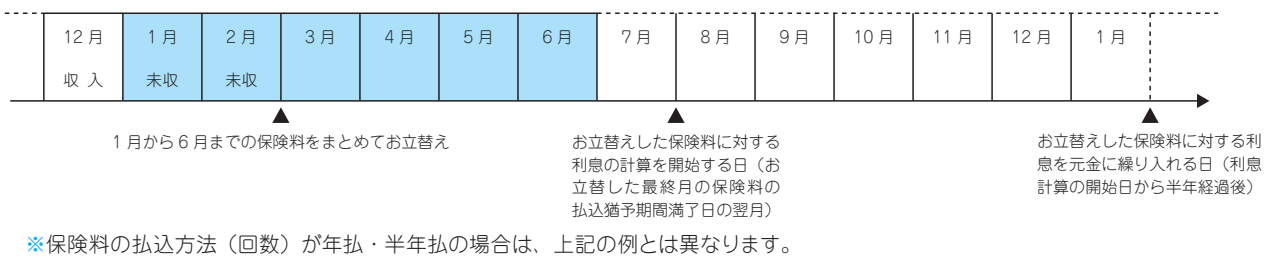 12月 1月 2月 3月 4月 5月 6月 7月 8月 9月 10月 11月 12月 1月
収 入 未収 未収
1月から6月までの保険料をまとめてお立替え
お立替えした保険料に対する
利息の計算を開始する日（お
立替した最終月の保険料の
払込猶予期間満了日の翌月）
お立替えした保険料に対する利
息を元金に繰り入れる日（利息
計算の開始日から半年経過後）
※保険料の払込方法（回数）が年払・半年払の場合は、上記の例とは異なります。